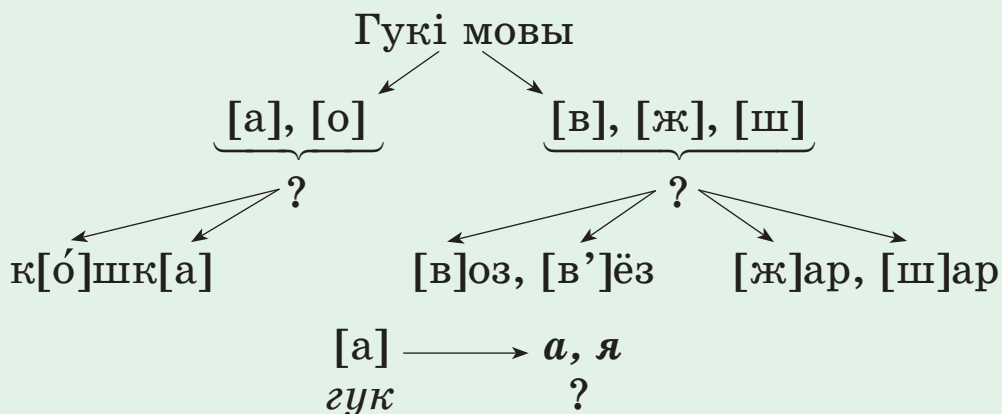 Гукі мовы
[а], [о] [в], [ж], [ш]
? ?
к[о́]шк[а] [в]оз, [в’]ёз [ж]ар, [ш]ар
[а] а, я
гук ?